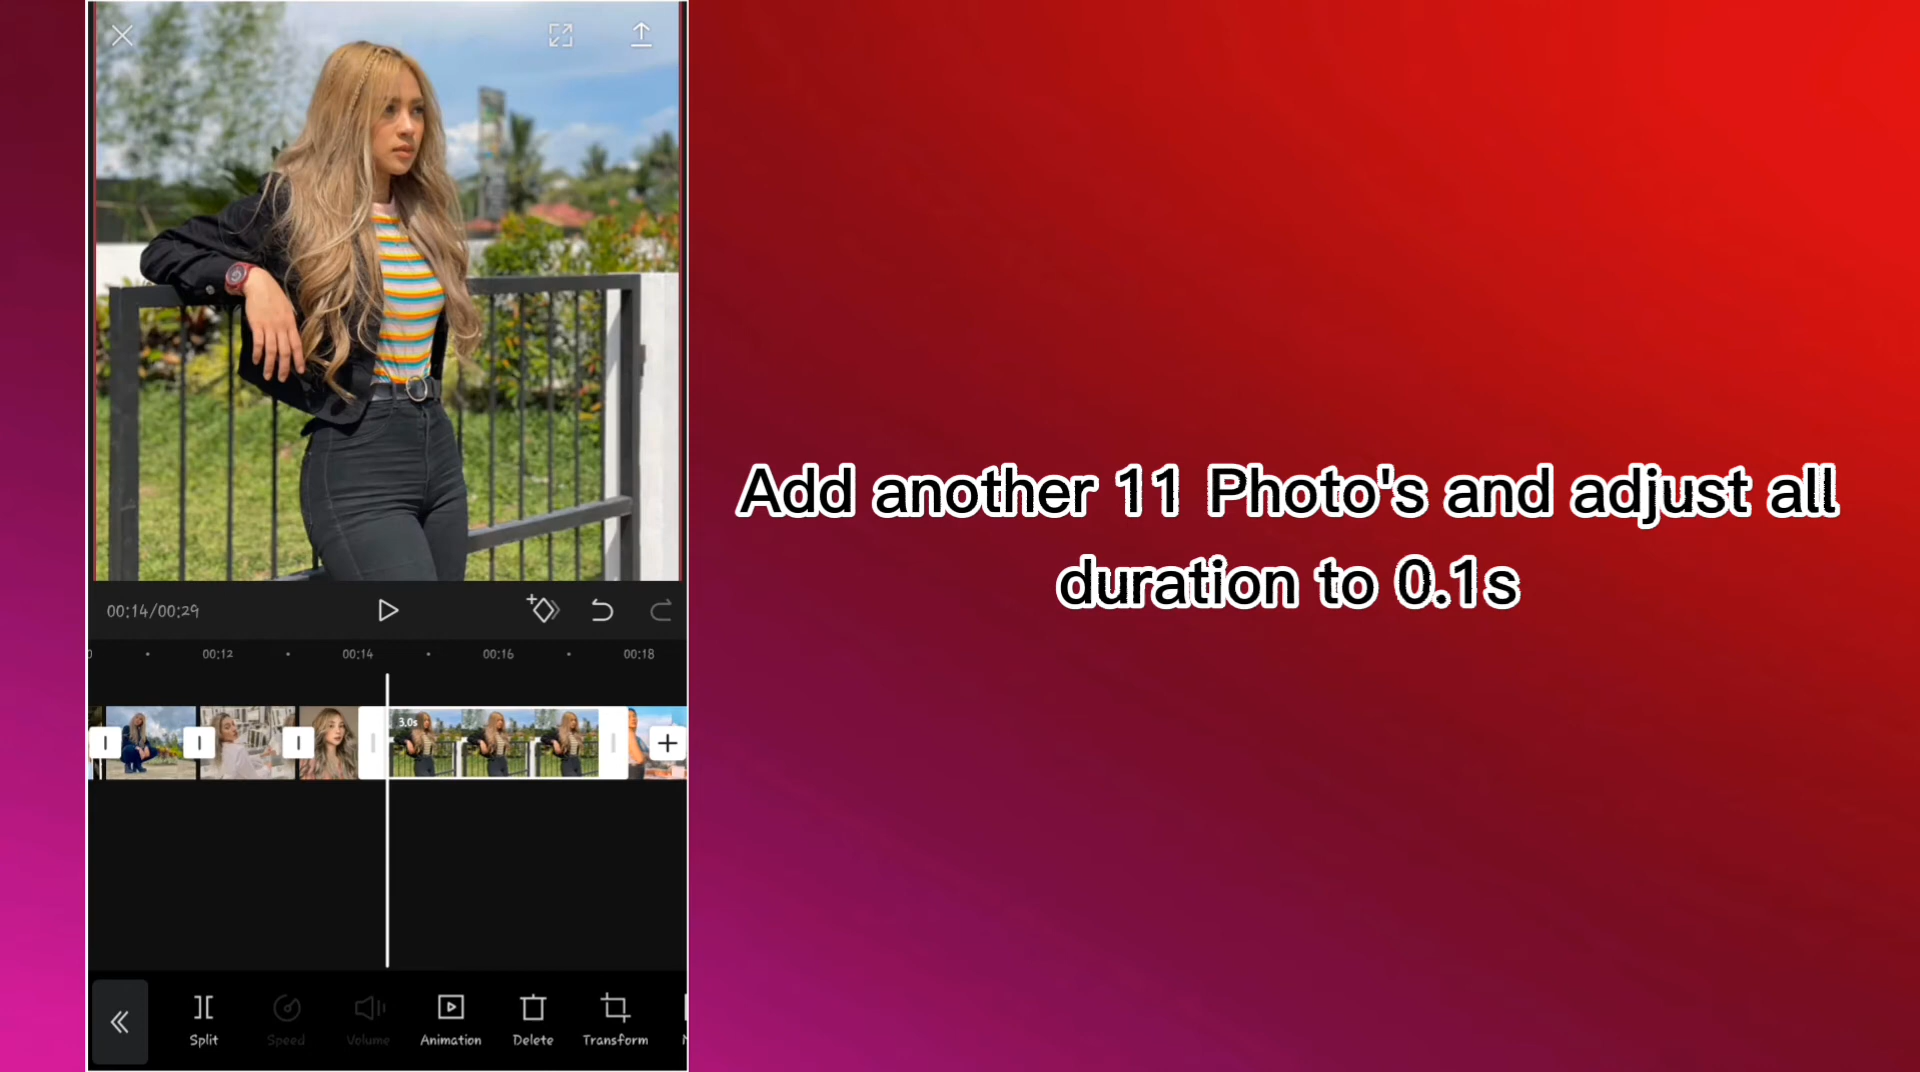 Add another 11 Photo's and adjust all
duration to 0.1s
00:14/00:29
00:12
00:14
00:16
00:18
3.0s
Split
Speed
Volume
Animation
Delete
Transform